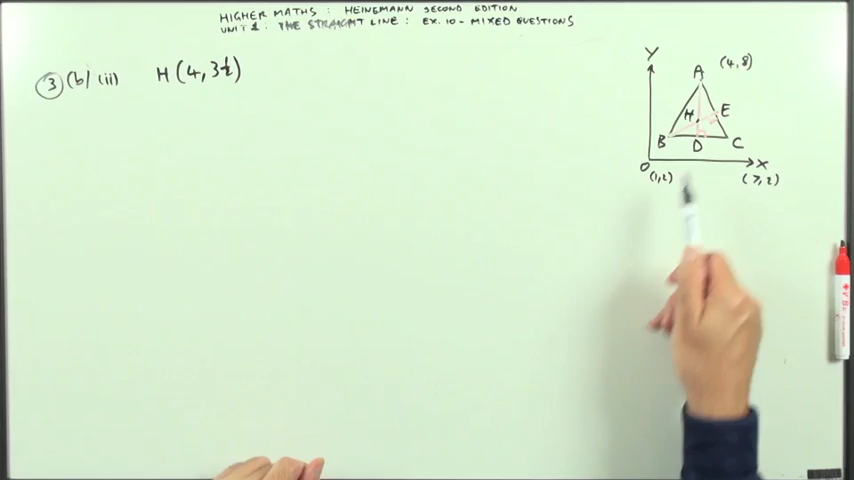 HIGHER MATHS : HEINEMANN SECOND EDITION
UNIT 1 : THE STRAIGHT LINE : EX. 10 - MIXED QUESTIONS
3 (b) (ii) H (4, 3½)
Y
(4, 8)
A
E
H
B
D
C
O
X
(1, 2)
(7, 2)